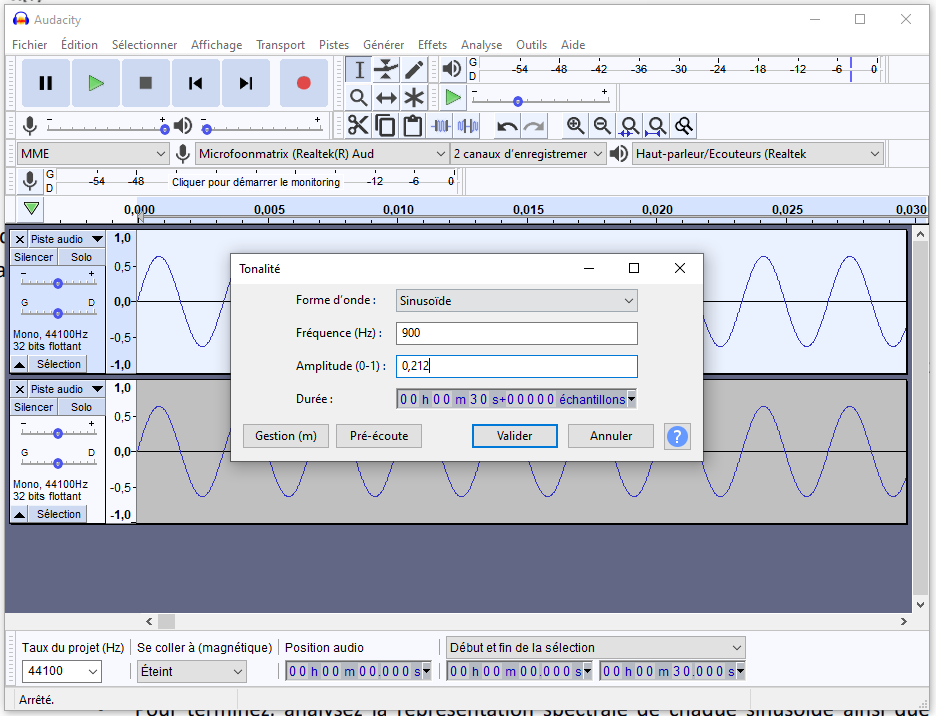 Audacity
Fichier Édition Sélectionner Affichage Transport Pistes Générer Effets Analyse Outils Aide
G D -54 -48 -42 -36 -30 -24 -18 -12 -6 0
- +
- + - +
MME Microfoonmatrix (Realtek(R) Aud 2 canaux d'enregistremer Haut-parleur/Ecouteurs (Realtek
G D -54 -48 Cliquer pour démarrer le monitoring -12 -6 0
0,000 0,005 0,010 0,015 0,020 0,025 0,030
Piste audio 1,0
Silencer Solo
0,5
- +
0,0
G D
Mono, 44100Hz
-0,5
32 bits flottant
Sélection -1,0
Tonalité
Forme d'onde : Sinusoïde
Fréquence (Hz) : 900
Amplitude (0-1) : 0,212
Durée : 00 h 00 m 30 s+00000 échantillons
Gestion (m) Pré-écoute Valider Annuler ?
Piste audio 1,0
Silencer Solo
0,5
- +
0,0
G D
Mono, 44100Hz
-0,5
32 bits flottant
Sélection -1,0
Taux du projet (Hz) Se coller à (magnétique) Position audio Début et fin de la sélection
44100 Éteint 00 h 00 m 00.000 s 00 h 00 m 00.000 s 00 h 00 m 30.000 s
Arrêté.
Pour terminez, analysez la représentation spectrale de chaque sinusoïde ainsi que